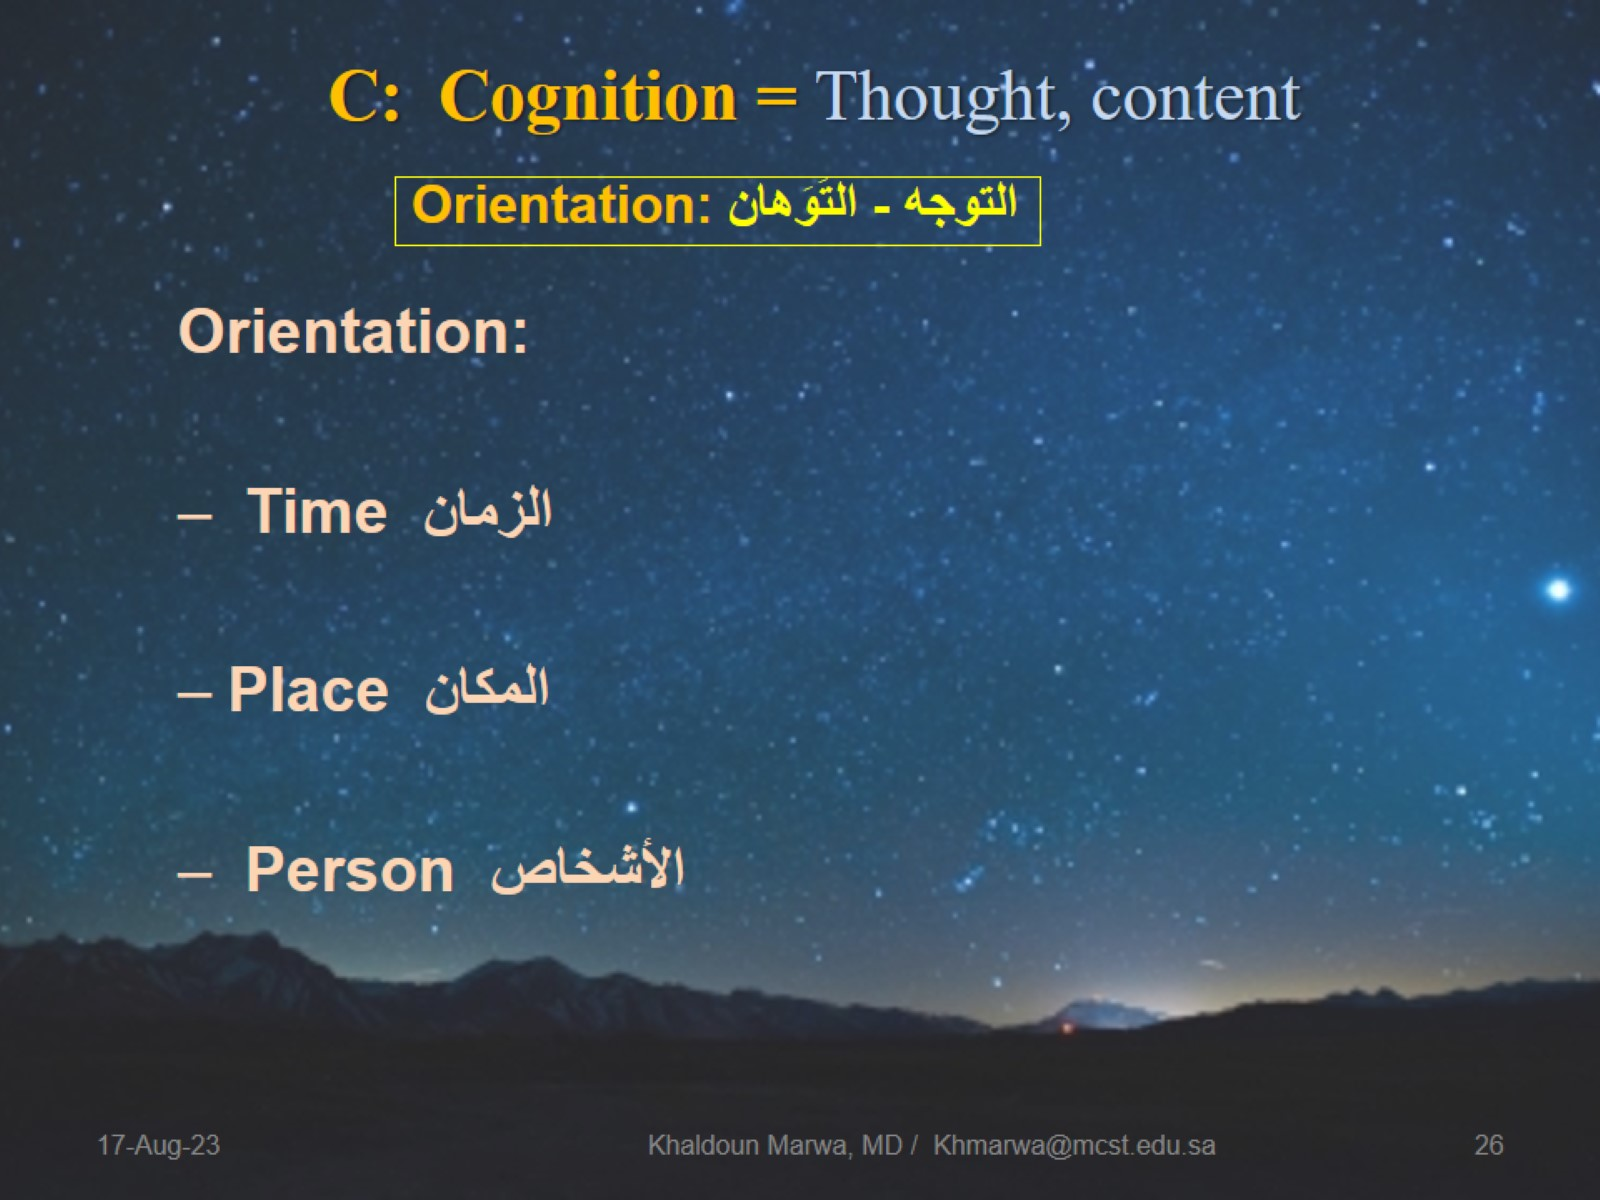 C: Cognition = Thought, content
Orientation: التوجه - التَوَهان
Orientation:
– Time الزمان
– Place المكان
– Person الأشخاص
17-Aug-23
Khaldoun Marwa, MD / Khmarwa@mcst.edu.sa
26